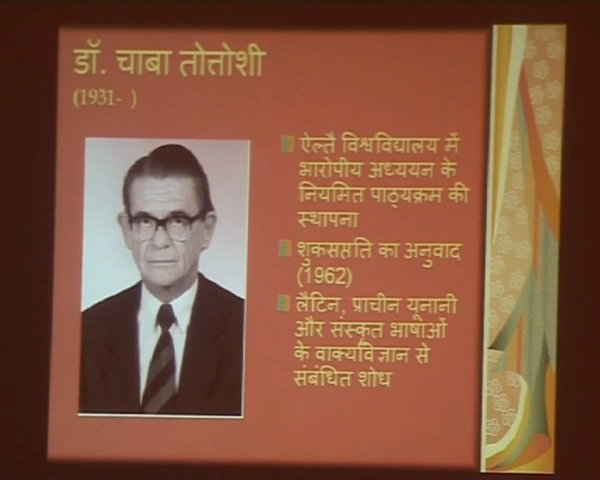 डॉ. चाबा तोत्तोशी
(1931- )
ऐल्तै विश्वविद्यालय में
भारोपीय अध्ययन के
नियमित पाठ्यक्रम की
स्थापना
शुकसप्तति का अनुवाद
(1962)
लैटिन, प्राचीन यूनानी
और संस्कृत भाषाओं
के वाक्यविज्ञान से
संबंधित शोध